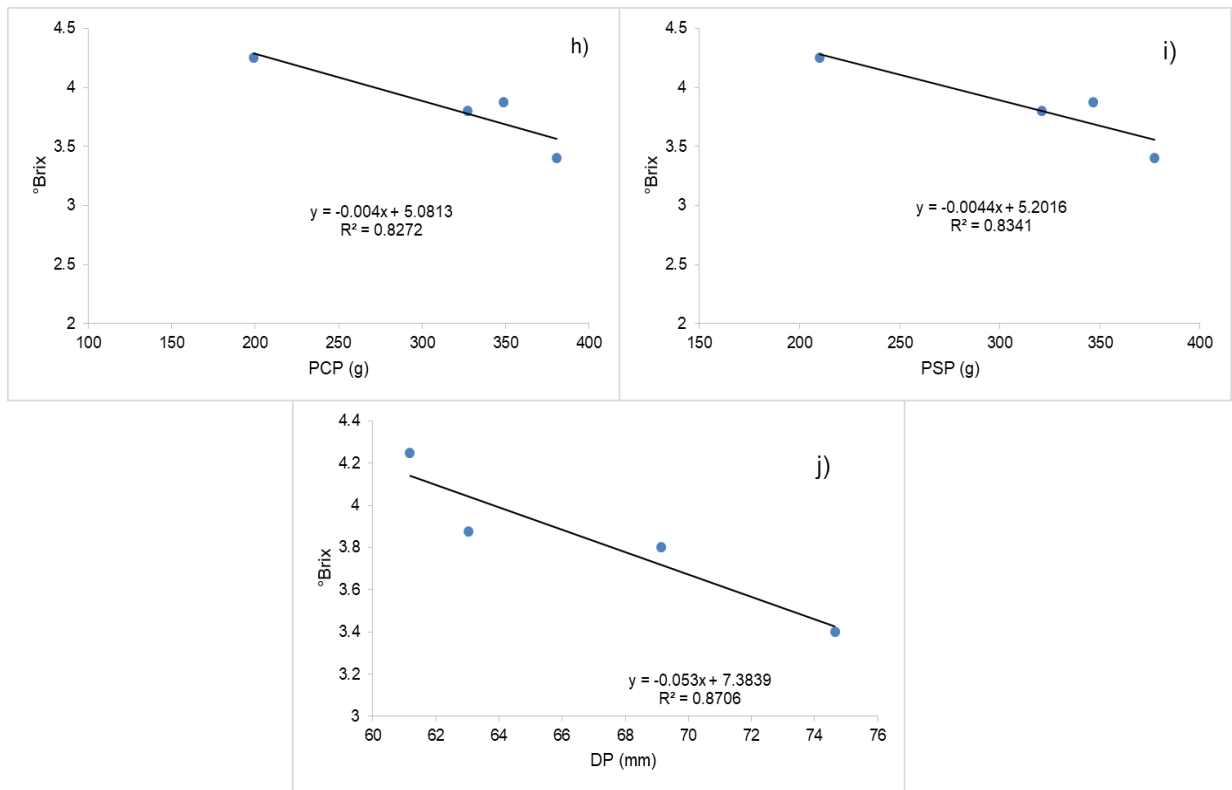 h)
4.5
4
3.5
3
2.5
2
°Brix
y = -0.004x + 5.0813
R² = 0.8272
100 150 200 250 300 350 400
PCP (g)
i)
4.5
4
3.5
3
2.5
2
°Brix
y = -0.0044x + 5.2016
R² = 0.8341
150 200 250 300 350 400
PSP (g)
j)
4.4
4.2
4
3.8
3.6
3.4
3.2
3
°Brix
y = -0.053x + 7.3839
R² = 0.8706
60 62 64 66 68 70 72 74 76
DP (mm)